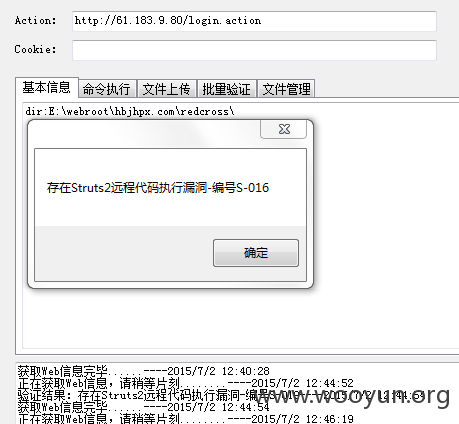 Action: http://61.183.9.80/login.action
Cookie:
基本信息 命令执行 文件上传 批量验证 文件管理
dir:E:\webroot\hbjhpx.com\redcross\
存在Struts2远程代码执行漏洞-编号S-016
确定
获取Web信息完毕......----2015/7/2 12:40:28
正在获取Web信息,请稍等片刻........----2015/7/2 12:44:52
验证结果: 存在Struts2远程代码执行漏洞-编号S-016----2015/7/2 12:44:54
获取Web信息完毕......----2015/7/2 12:44:54
正在获取Web信息,请稍等片刻........----2015/7/2 12:46:19
www.wooyun.org